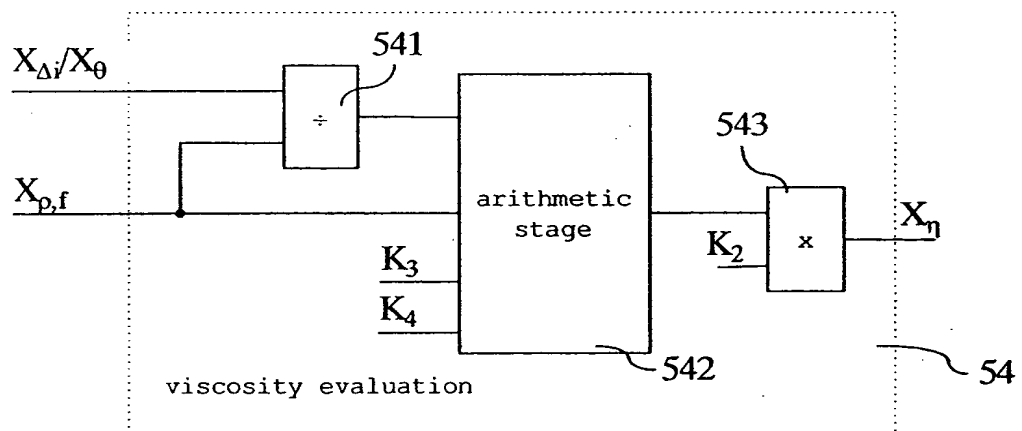 X_Δi/X_θ
541
÷
543
X_ρ,f
arithmetic
stage
K_2
x
X_η
K_3
K_4
542
54
viscosity evaluation